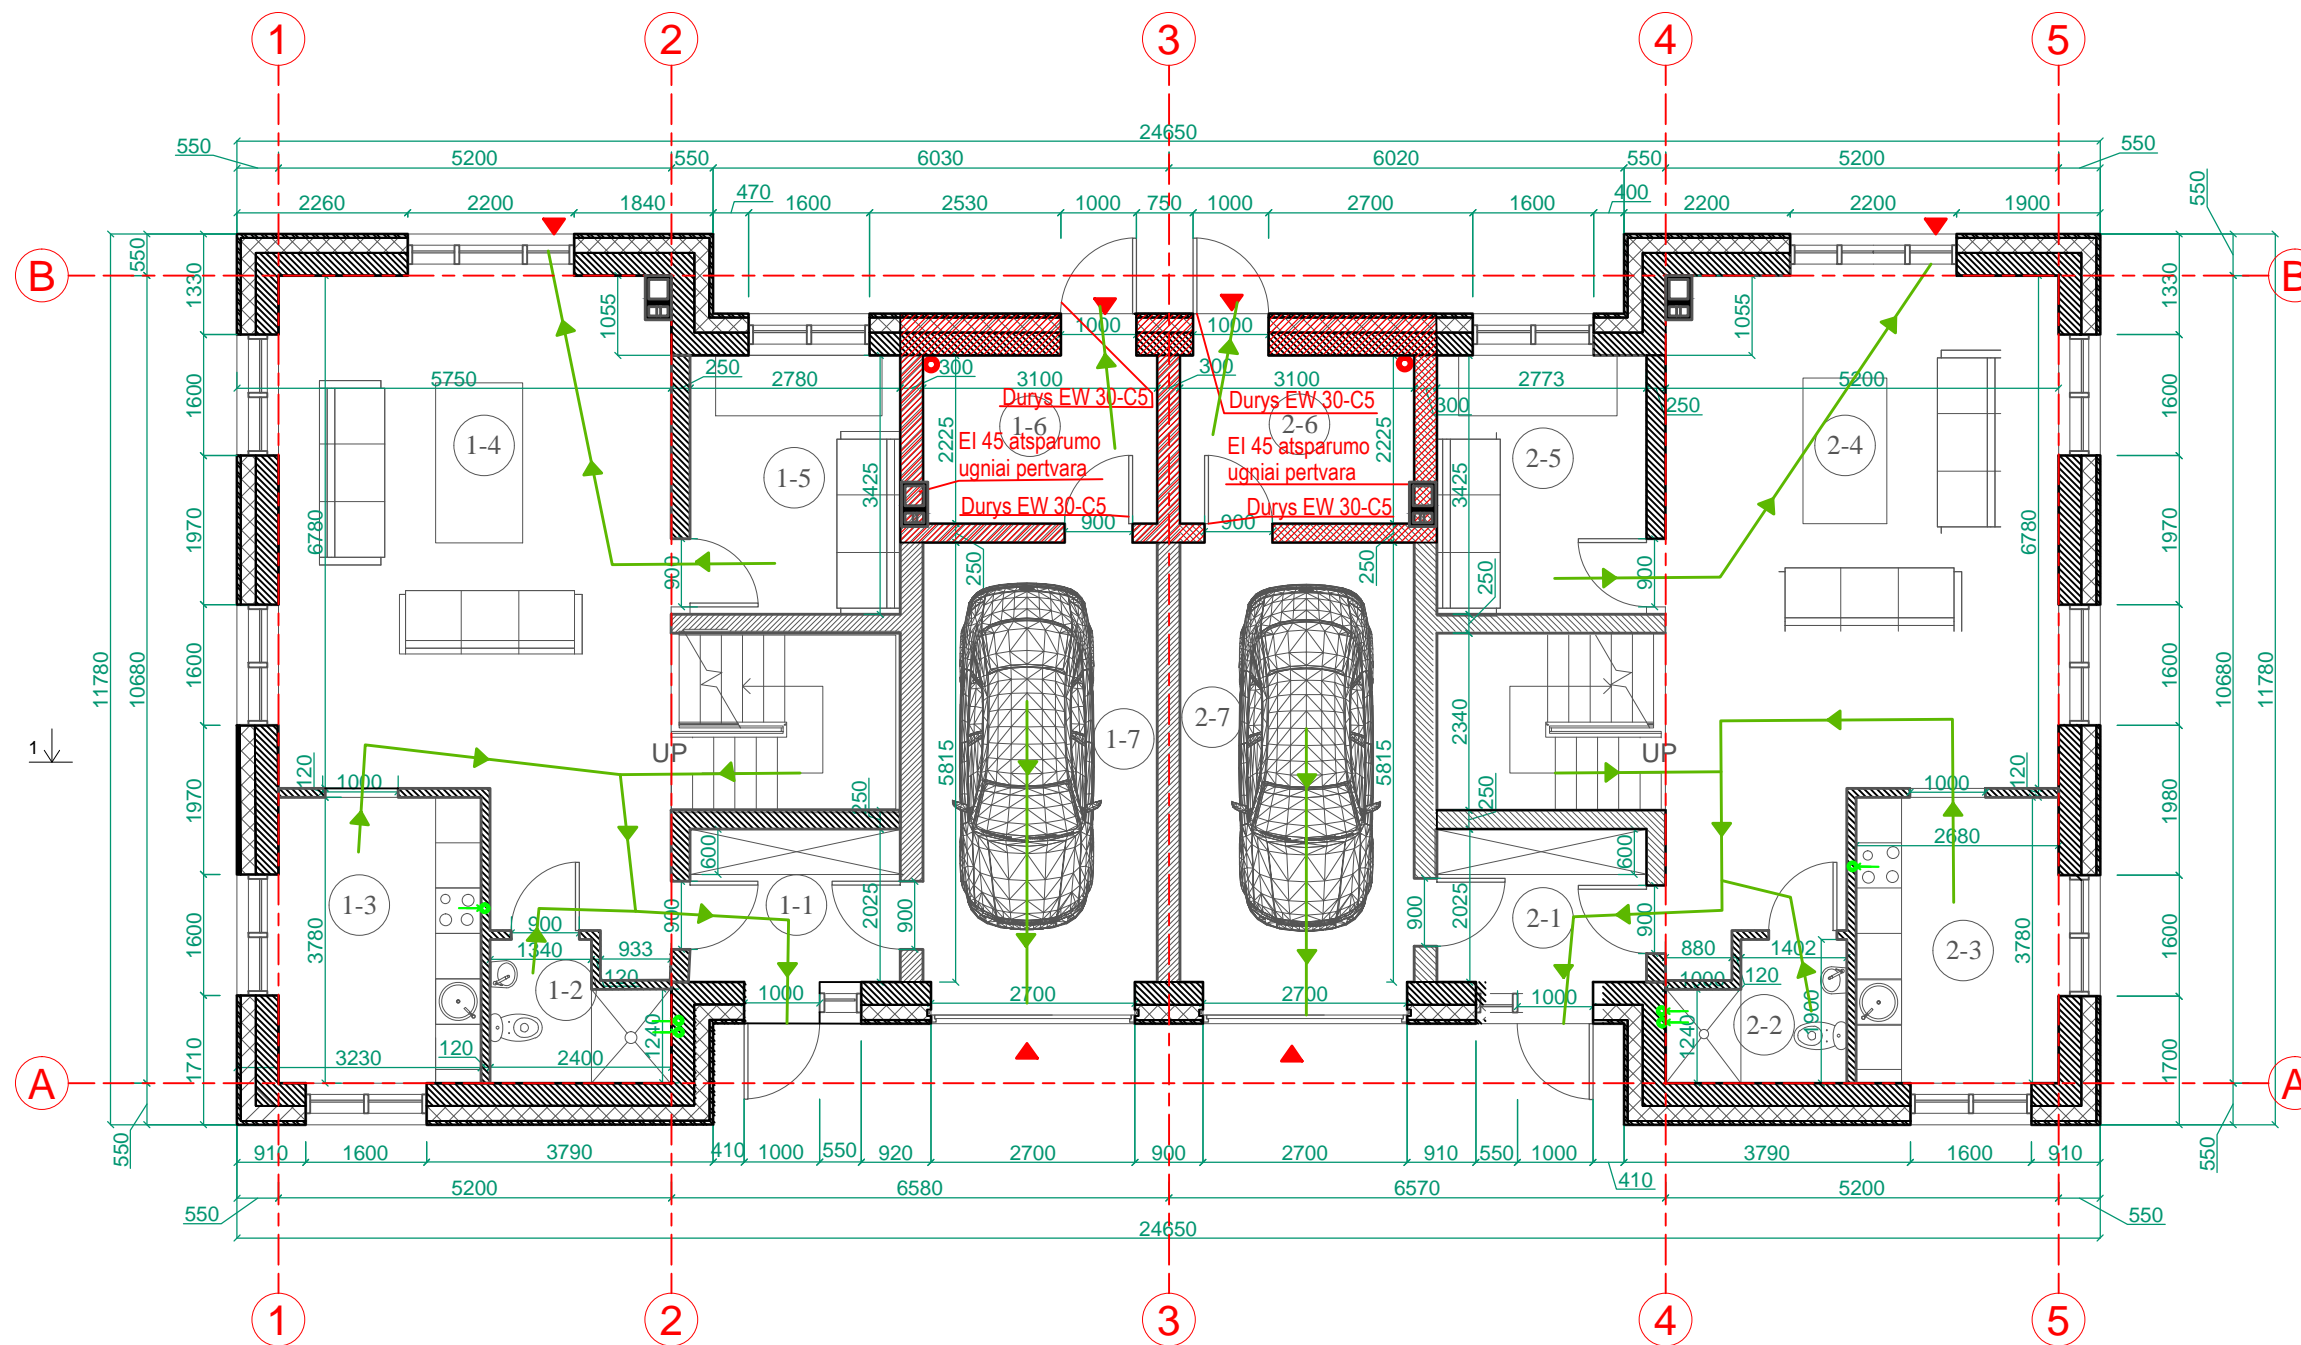 1 2 3 4 5
24650
550 5200 550 6030 6020 550 5200 550
2260 2200 1840 470 1600 2530 1000 750 1000 2700 1600 400 2200 2200 1900
B B
550 1330 1055 1000 1000 1055 1330 550
5750 250 2780 300 3100 300 3100 2773 5200
300 250
Durys EW 30-C5 Durys EW 30-C5
1-4 1-6 2-6 2-4
EI 45 atsparumo EI 45 atsparumo
ugniai pertvara ugniai pertvara
1-5 2-5
1600 3425 2225 2225 3425 1600
Durys EW 30-C5 Durys EW 30-C5
900 900
1970 6780 900 250 250 250 900 6780 1970
11780 10680 1600 1600 10680 11780
1-7 2-7
UP UP
1
5815 5815 2340
120 1000 250 250 1000 120
1970 1980
600 600 2680
1-3 1-1 2-1 2-3
3780 900 900 2025 900 2025 900 3780
1600 1340 933 880 1402 1600
120 1000 120
1-2 1000 2700 2700 1000 2-2
1240 1240 1900
1710 3230 120 2400 1700
A A
550 910 1600 3790 410 1000 550 920 2700 900 2700 910 550 1000 3790 1600 910 550
410
5200 6580 6570 5200
550 550
24650
1 2 3 4 5